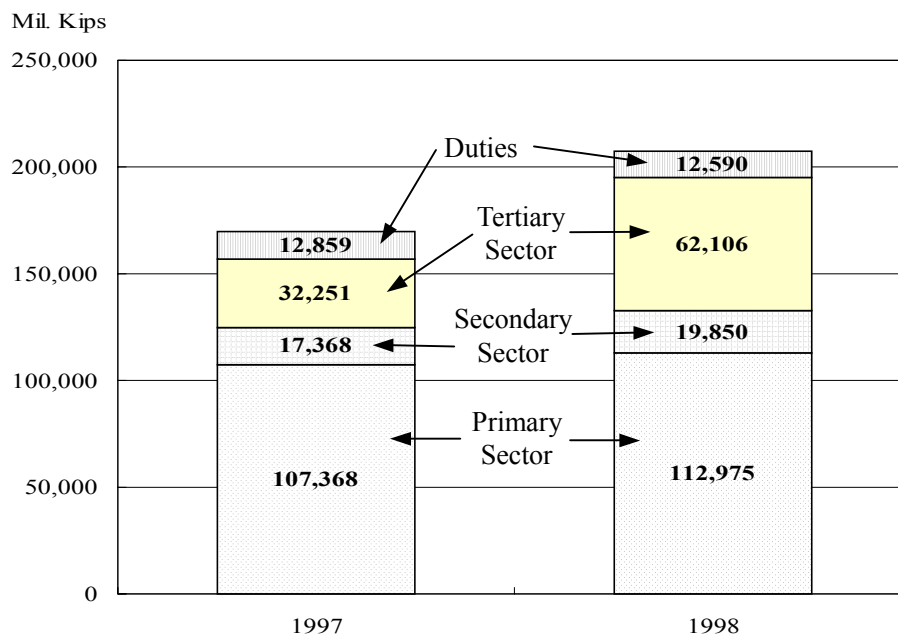 Mil. Kips
250,000
200,000
150,000
100,000
50,000
0
Duties
Tertiary
Sector
Secondary
Sector
Primary
Sector
12,859
32,251
17,368
107,368
12,590
62,106
19,850
112,975
1997
1998